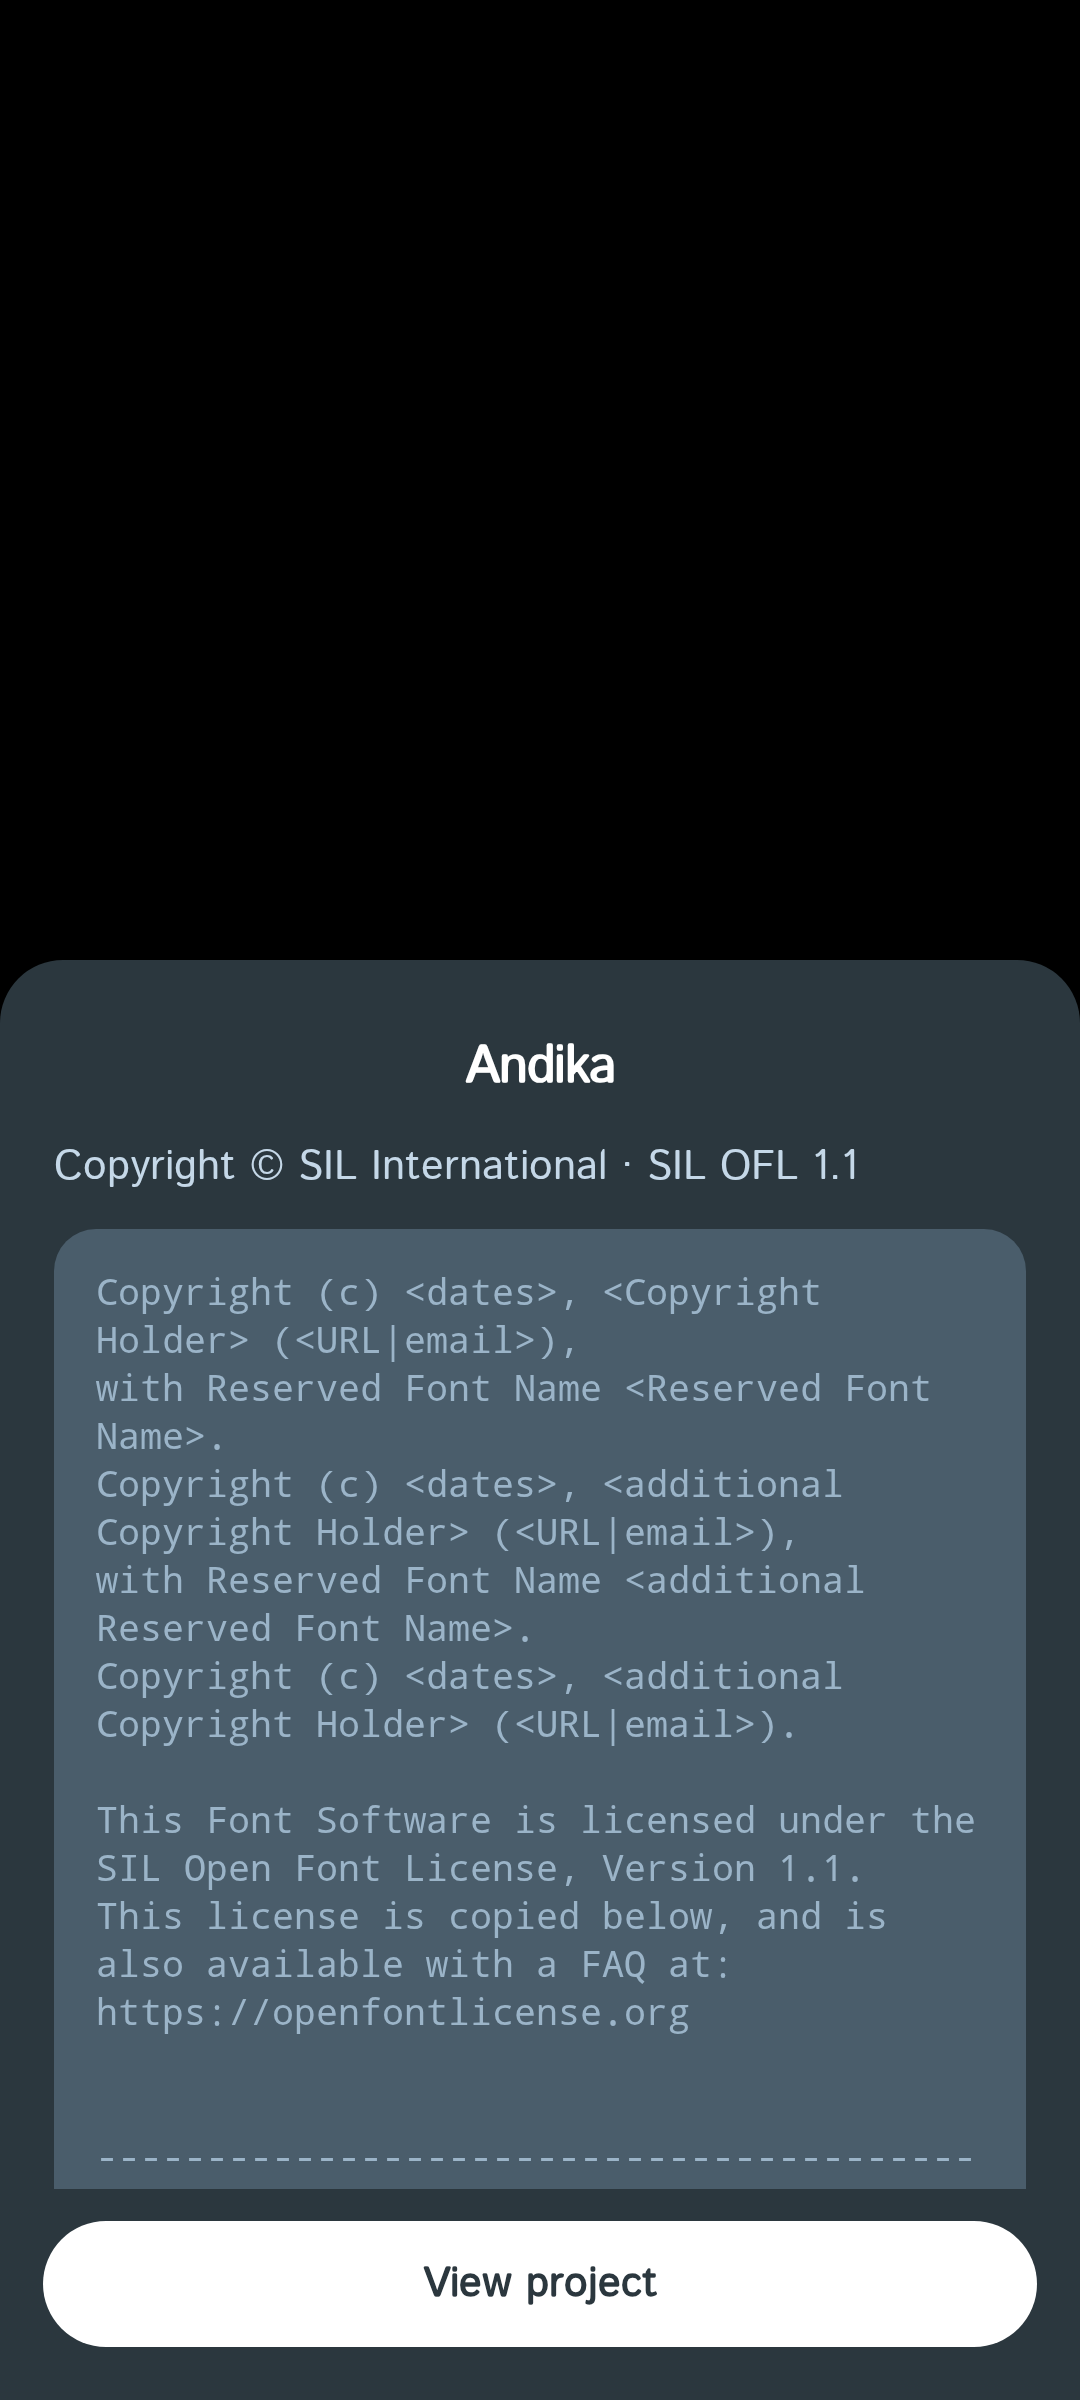 Andika
Copyright © SIL International · SIL OFL 1.1
Copyright (c) <dates>, <Copyright
Holder> (<URL|email>),
with Reserved Font Name <Reserved Font
Name>.
Copyright (c) <dates>, <additional
Copyright Holder> (<URL|email>),
with Reserved Font Name <additional
Reserved Font Name>.
Copyright (c) <dates>, <additional
Copyright Holder> (<URL|email>).
This Font Software is licensed under the
SIL Open Font License, Version 1.1.
This license is copied below, and is
also available with a FAQ at:
https://openfontlicense.org
----------------------------------------
View project